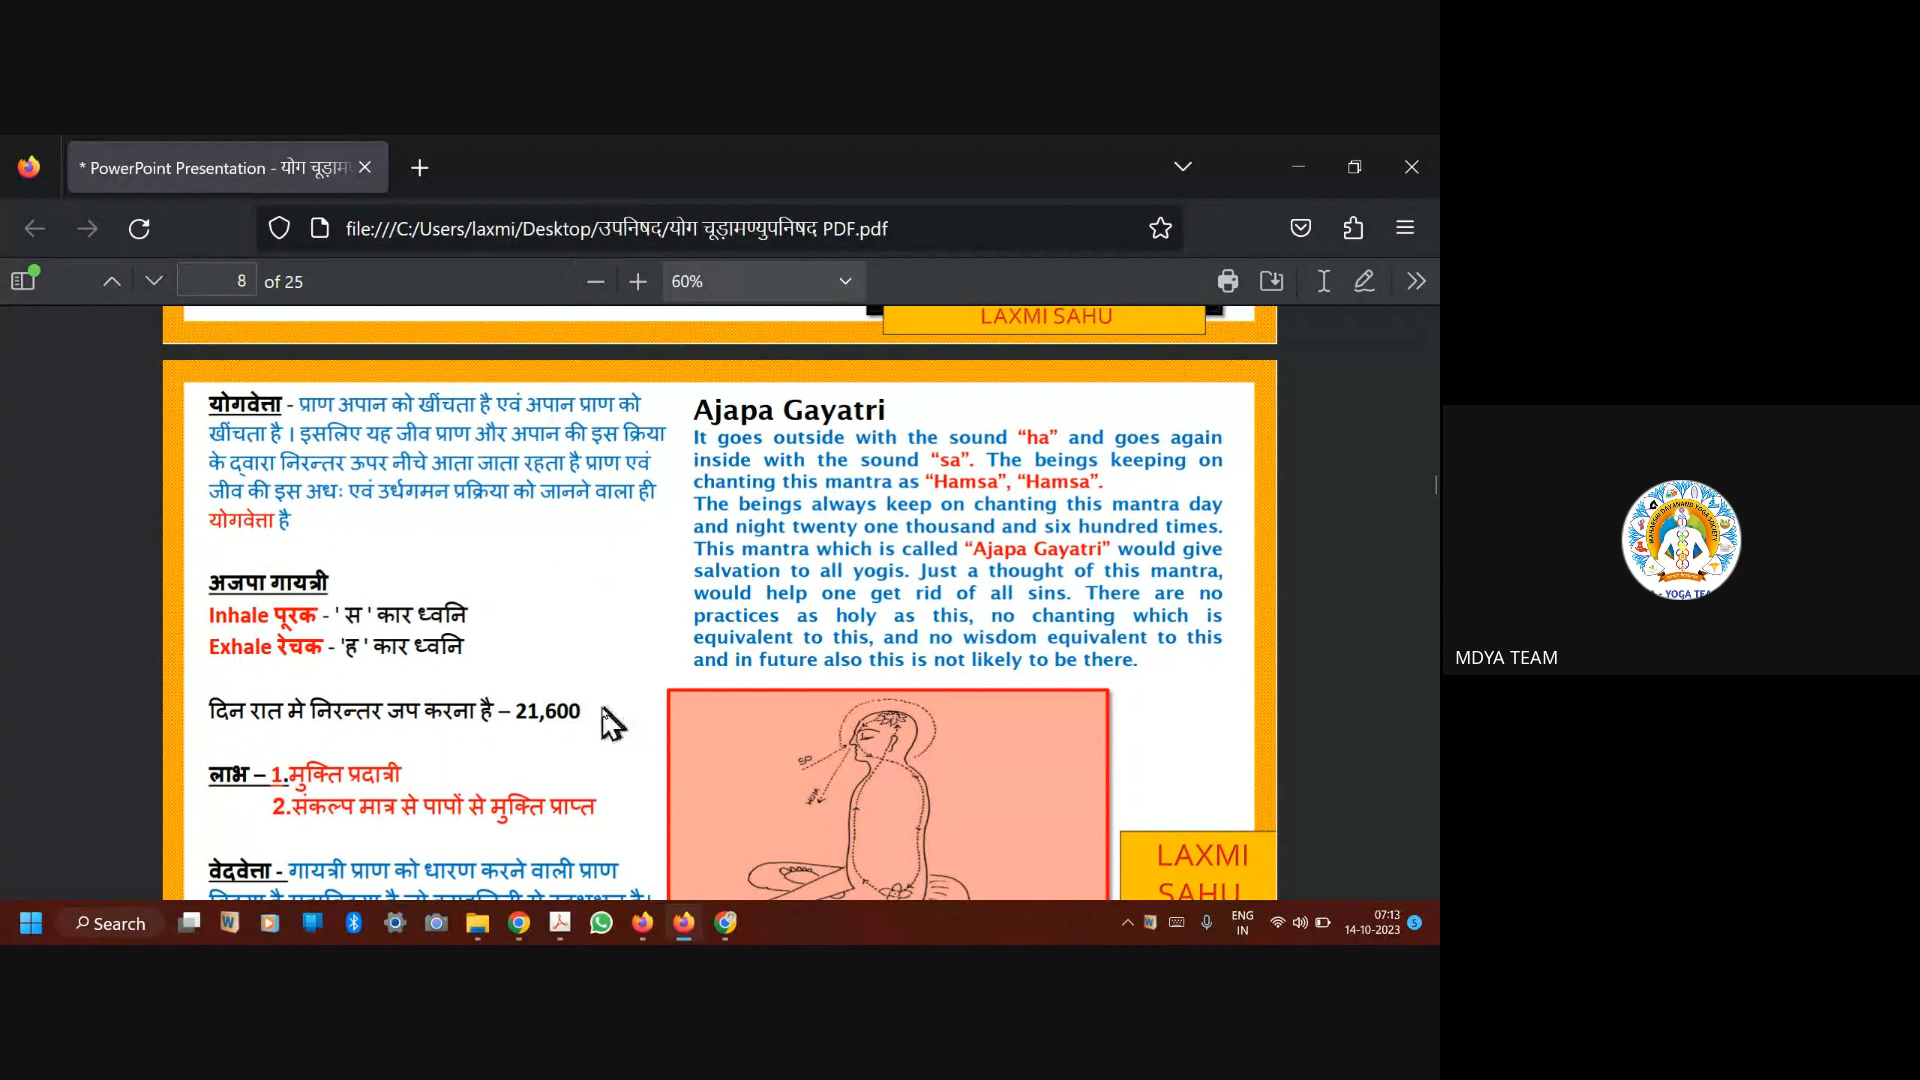 * PowerPoint Presentation - योग चूड़ाम
file:///C:/Users/laxmi/Desktop/उपनिषद/योग चूड़ामण्युपनिषद PDF.pdf
8 of 25
60%
LAXMI SAHU
योगवेत्ता - प्राण अपान को खींचता है एवं अपान प्राण को
खींचता है । इसलिए यह जीव प्राण और अपान की इस क्रिया
के द्वारा निरन्तर ऊपर नीचे आता जाता रहता है प्राण एवं
जीव की इस अधः एवं उर्धगमन प्रक्रिया को जानने वाला ही
योगवेत्ता है
अजपा गायत्री
Inhale पूरक - ' स ' कार ध्वनि
Exhale रेचक - 'ह ' कार ध्वनि
दिन रात मे निरन्तर जप करना है – 21,600
लाभ – 1.मुक्ति प्रदात्री
2.संकल्प मात्र से पापों से मुक्ति प्राप्त
वेदवेत्ता - गायत्री प्राण को धारण करने वाली प्राण
Ajapa Gayatri
It goes outside with the sound “ha” and goes again
inside with the sound “sa”. The beings keeping on
chanting this mantra as “Hamsa”, “Hamsa”.
The beings always keep on chanting this mantra day
and night twenty one thousand and six hundred times.
This mantra which is called “Ajapa Gayatri” would give
salvation to all yogis. Just a thought of this mantra,
would help one get rid of all sins. There are no
practices as holy as this, no chanting which is
equivalent to this, and no wisdom equivalent to this
and in future also this is not likely to be there.
LAXMI
SAHU
MDYA TEAM
Search
ENG
IN
07:13
14-10-2023
5